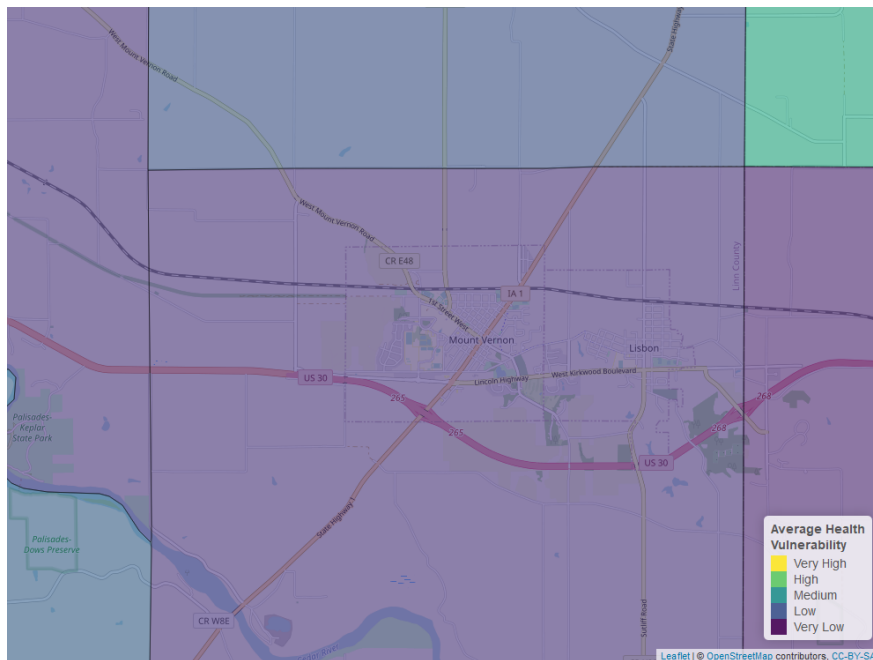 State Highway
West Mount Vernon Road
West Mount Vernon Road
CR E48
Linn County
IA 1
1st Street West
Mount Vernon
Lisbon
US 30
Lincoln Highway
West Kirkwood Boulevard
265
268
Palisades-
Keplar
State Park
265
268
US 30
State Highway 1
Palisades-
Dows Preserve
Average Health
Vulnerability
Very High
High
Medium
Low
Very Low
CR W8E
Sutliff Road
Leaflet | © OpenStreetMap contributors, CC-BY-SA